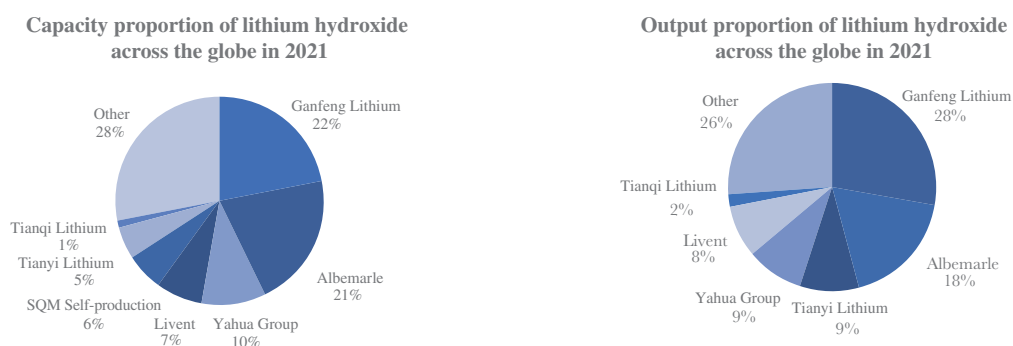 Capacity proportion of lithium hydroxide
across the globe in 2021
Other
28%
Ganfeng Lithium
22%
Tianqi Lithium
1%
Tianyi Lithium
5%
SQM Self-production
6%
Livent
7%
Yahua Group
10%
Albemarle
21%
Output proportion of lithium hydroxide
across the globe in 2021
Other
26%
Ganfeng Lithium
28%
Tianqi Lithium
2%
Livent
8%
Yahua Group
9%
Tianyi Lithium
9%
Albemarle
18%